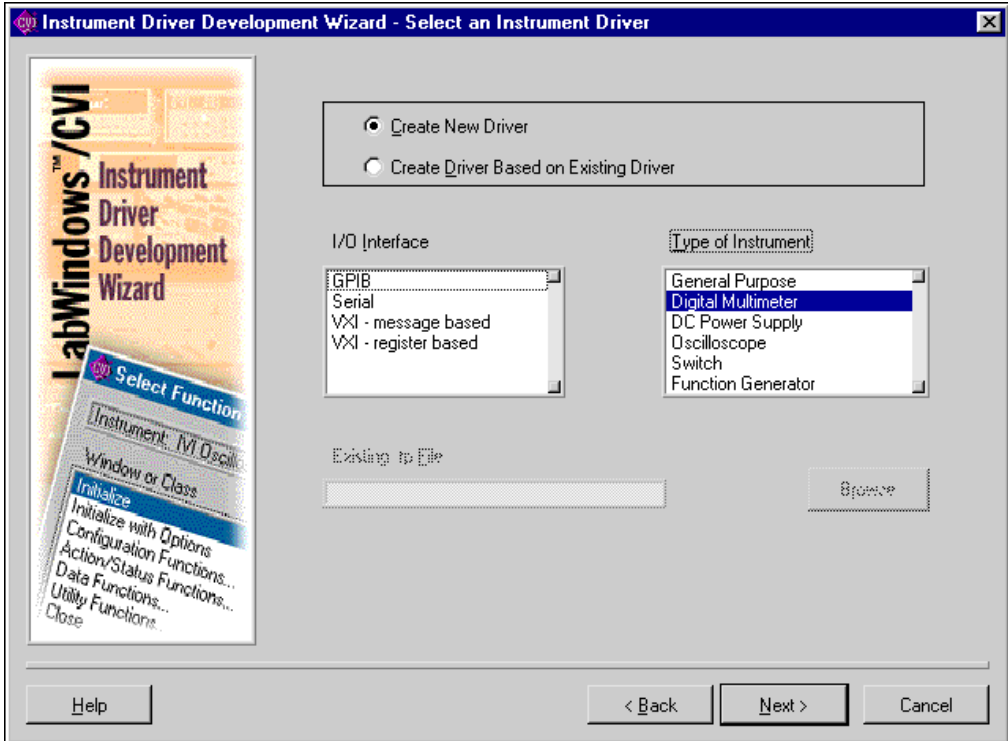 CVI Instrument Driver Development Wizard - Select an Instrument Driver
LabWindows™/CVI
Instrument
Driver
Development
Wizard
CVI Select Function
Instrument: IVI Oscill
Window or Class
Initialize
Initialize with Options
Configuration Functions...
Action/Status Functions...
Data Functions...
Utility Functions...
Close
Create New Driver
Create Driver Based on Existing Driver
I/O Interface
GPIB
Serial
VXI - message based
VXI - register based
Type of Instrument
General Purpose
Digital Multimeter
DC Power Supply
Oscilloscope
Switch
Function Generator
Existing .fp File
Browse
Help
< Back
Next >
Cancel